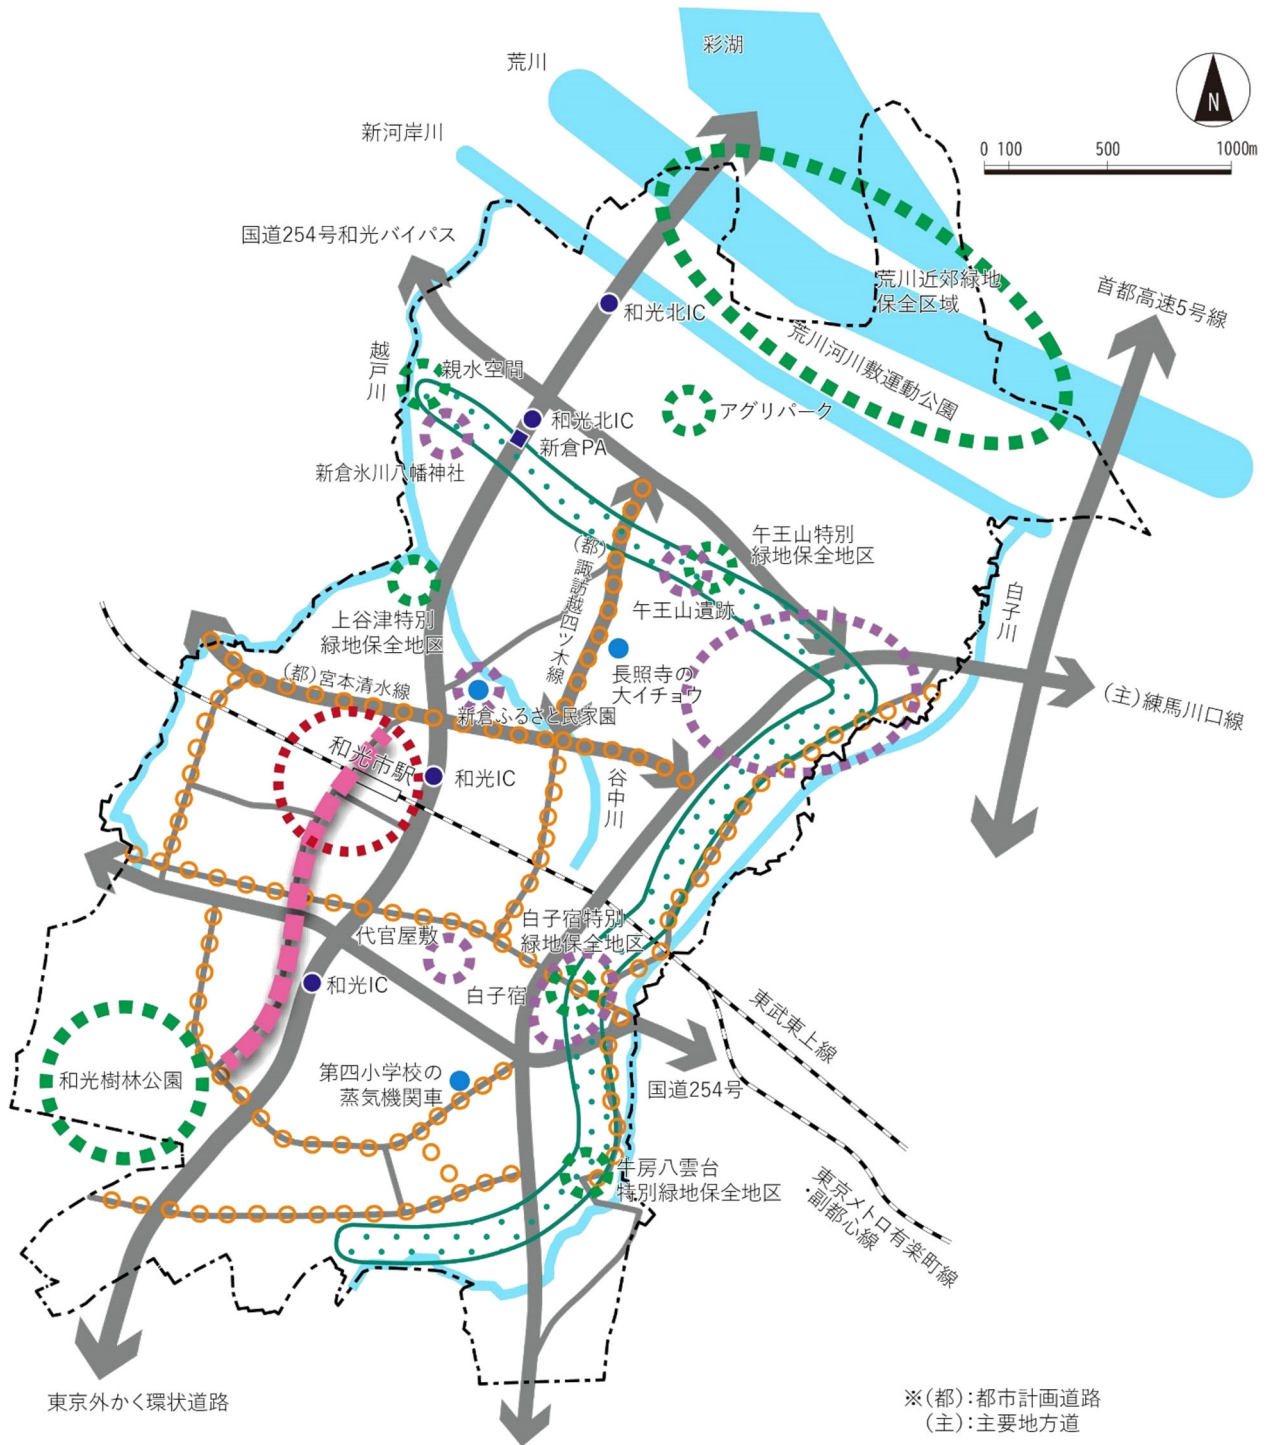 彩湖
荒川
N
新河岸川
0 100 500 1000m
国道254号和光バイパス
荒川近郊緑地
保全区域
首都高速5号線
和光北IC
荒川河川敷運動公園
越戸川
親水空間
アグリパーク
和光北IC
新倉PA
新倉氷川八幡神社
午王山特別
緑地保全地区
(都)諏訪越四ツ木線
午王山遺跡
白子川
上谷津特別
緑地保全地区
長照寺の
大イチョウ
(都)宮本清水線
(主)練馬川口線
新倉ふるさと民家園
和光市駅
和光IC
谷中川
白子宿特別
緑地保全地区
代官屋敷
和光IC
白子宿
東武東上線
和光樹林公園
第四小学校の
蒸気機関車
国道254号
牛房八雲台
特別緑地保全地区
東京メトロ有楽町線
・副都心線
東京外かく環状道路
※(都):都市計画道路
(主):主要地方道